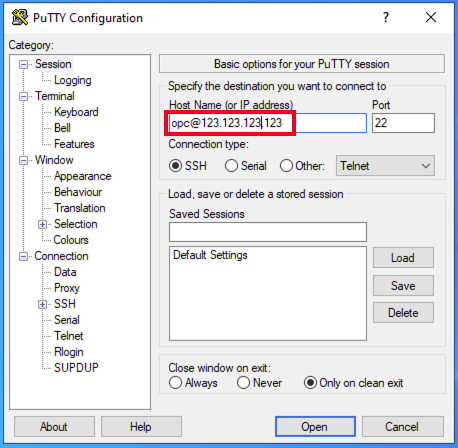 PuTTY Configuration
?
Category:
Session
Logging
Terminal
Keyboard
Bell
Features
Window
Appearance
Behaviour
Translation
Selection
Colours
Connection
Data
Proxy
SSH
Serial
Telnet
Rlogin
SUPDUP
Basic options for your PuTTY session
Specify the destination you want to connect to
Host Name (or IP address) Port
opc@123.123.123.123 22
Connection type:
SSH Serial Other: Telnet
Load, save or delete a stored session
Saved Sessions
Default Settings
Load
Save
Delete
Close window on exit:
Always Never Only on clean exit
About Help Open Cancel